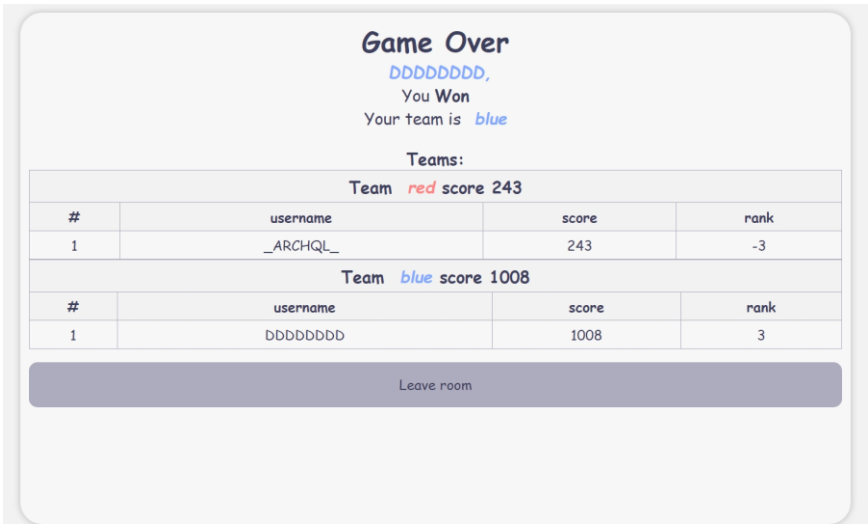 Game Over
DDDDDDDD,
You Won
Your team is blue
Teams:
Team red score 243
# username score rank
1 _ARCHQL_ 243 -3
Team blue score 1008
# username score rank
1 DDDDDDDD 1008 3
Leave room